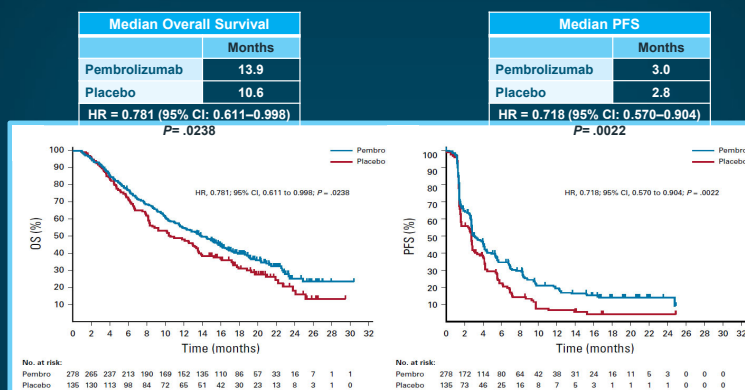 Median Overall Survival
Months
Pembrolizumab 13.9
Placebo 10.6
HR = 0.781 (95% CI: 0.611–0.998)
P= .0238
Median PFS
Months
Pembrolizumab 3.0
Placebo 2.8
HR = 0.718 (95% CI: 0.570–0.904)
P= .0022
100
90
80
70
60
50
40
30
20
10
OS (%)
Pembro
Placebo
HR, 0.781; 95% CI, 0.611 to 0.998; P = .0238
0 2 4 6 8 10 12 14 16 18 20 22 24 26 28 30 32
Time (months)
No. at risk:
Pembro 278 265 237 213 190 169 152 135 110 86 57 33 16 7 1 1
Placebo 135 130 113 98 84 72 65 51 42 30 23 13 8 3 1 0
100
90
80
70
60
50
40
30
20
10
PFS (%)
Pembro
Placebo
HR, 0.718; 95% CI, 0.570 to 0.904; P = .0022
0 2 4 6 8 10 12 14 16 18 20 22 24 26 28 30 32
Time (months)
No. at risk:
Pembro 278 172 114 80 64 42 38 31 24 16 11 5 3 0 0 0
Placebo 135 73 46 25 16 8 7 5 3 1 1 1 1 0 0 0